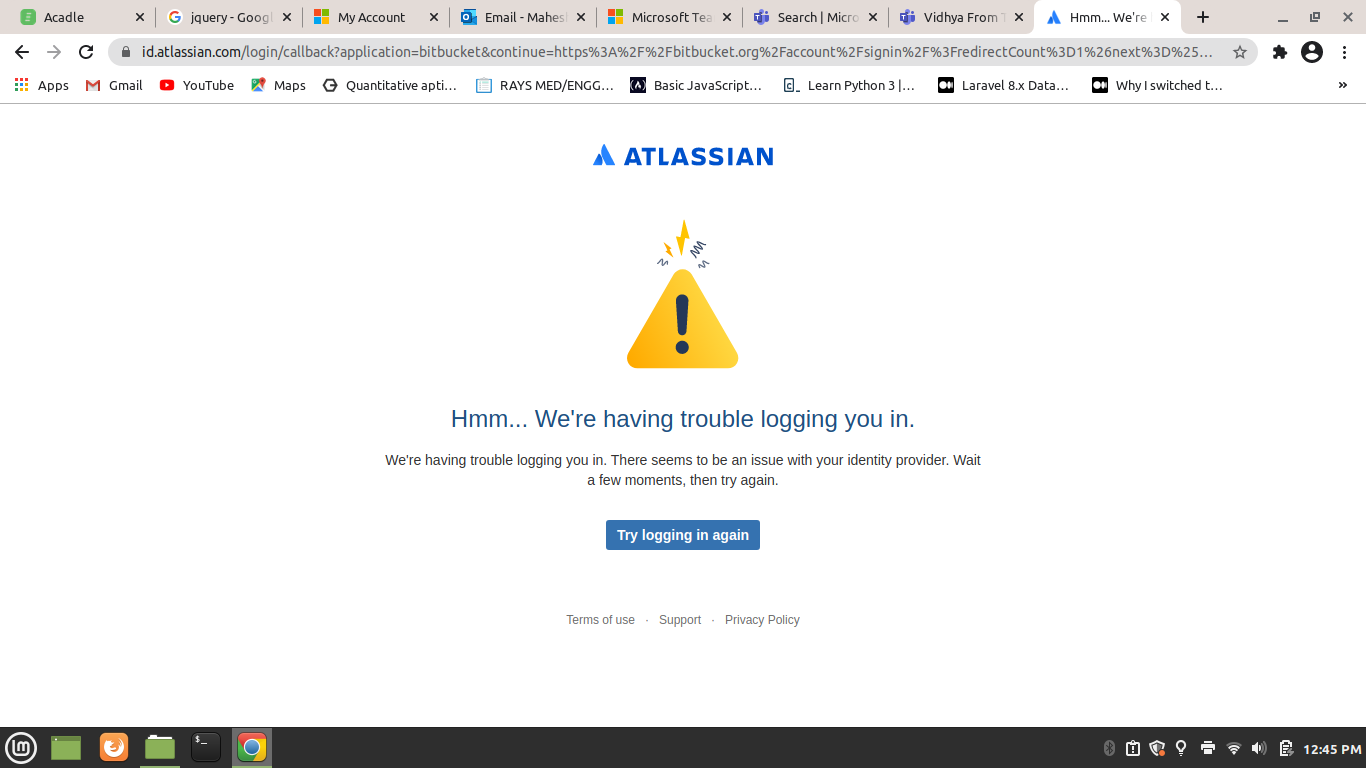 Acadle
jquery - Googl
My Account
Email - Mahesh
Microsoft Tea
Search | Micro
Vidhya From T
Hmm... We're
id.atlassian.com/login/callback?application=bitbucket&continue=https%3A%2F%2Fbitbucket.org%2Faccount%2Fsignin%2F%3FredirectCount%3D1%26next%3D%25...
Apps
Gmail
YouTube
Maps
Quantitative apti...
RAYS MED/ENGG...
Basic JavaScript...
Learn Python 3 |...
Laravel 8.x Data...
Why I switched t...
»
ATLASSIAN
Hmm... We're having trouble logging you in.
We're having trouble logging you in. There seems to be an issue with your identity provider. Wait
a few moments, then try again.
Try logging in again
Terms of use · Support · Privacy Policy
12:45 PM